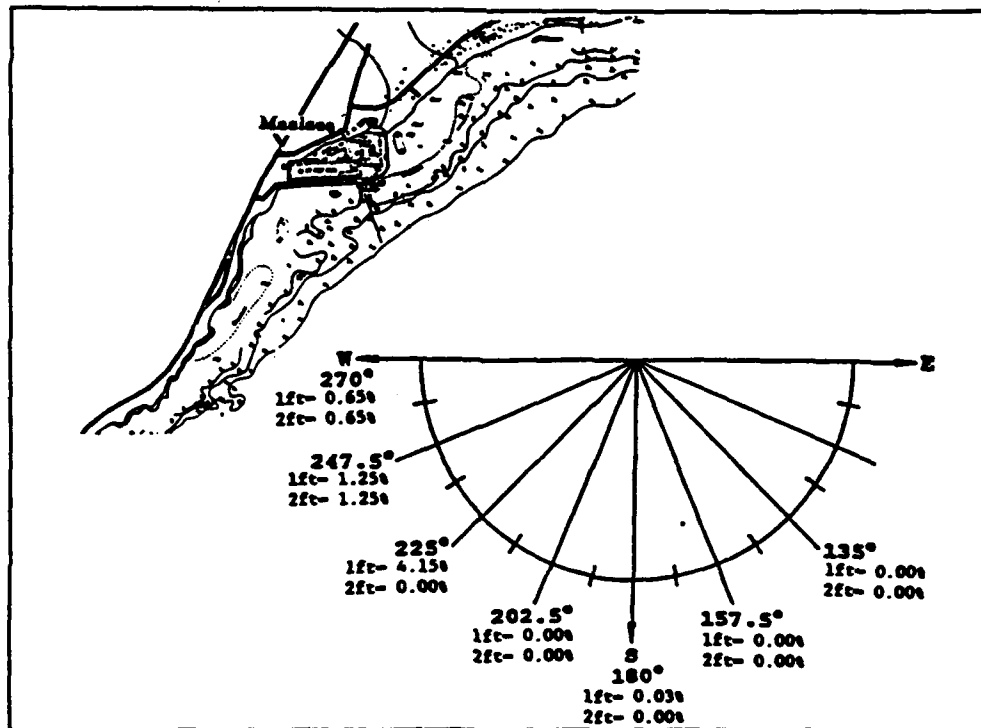 Maalaea
W
E
270°
1ft- 0.65%
2ft- 0.65%
247.5°
1ft- 1.25%
2ft- 1.25%
225°
1ft- 4.15%
2ft- 0.00%
202.5°
1ft- 0.00%
2ft- 0.00%
S
180°
1ft- 0.03%
2ft- 0.00%
157.5°
1ft- 0.00%
2ft- 0.00%
135°
1ft- 0.00%
2ft- 0.00%